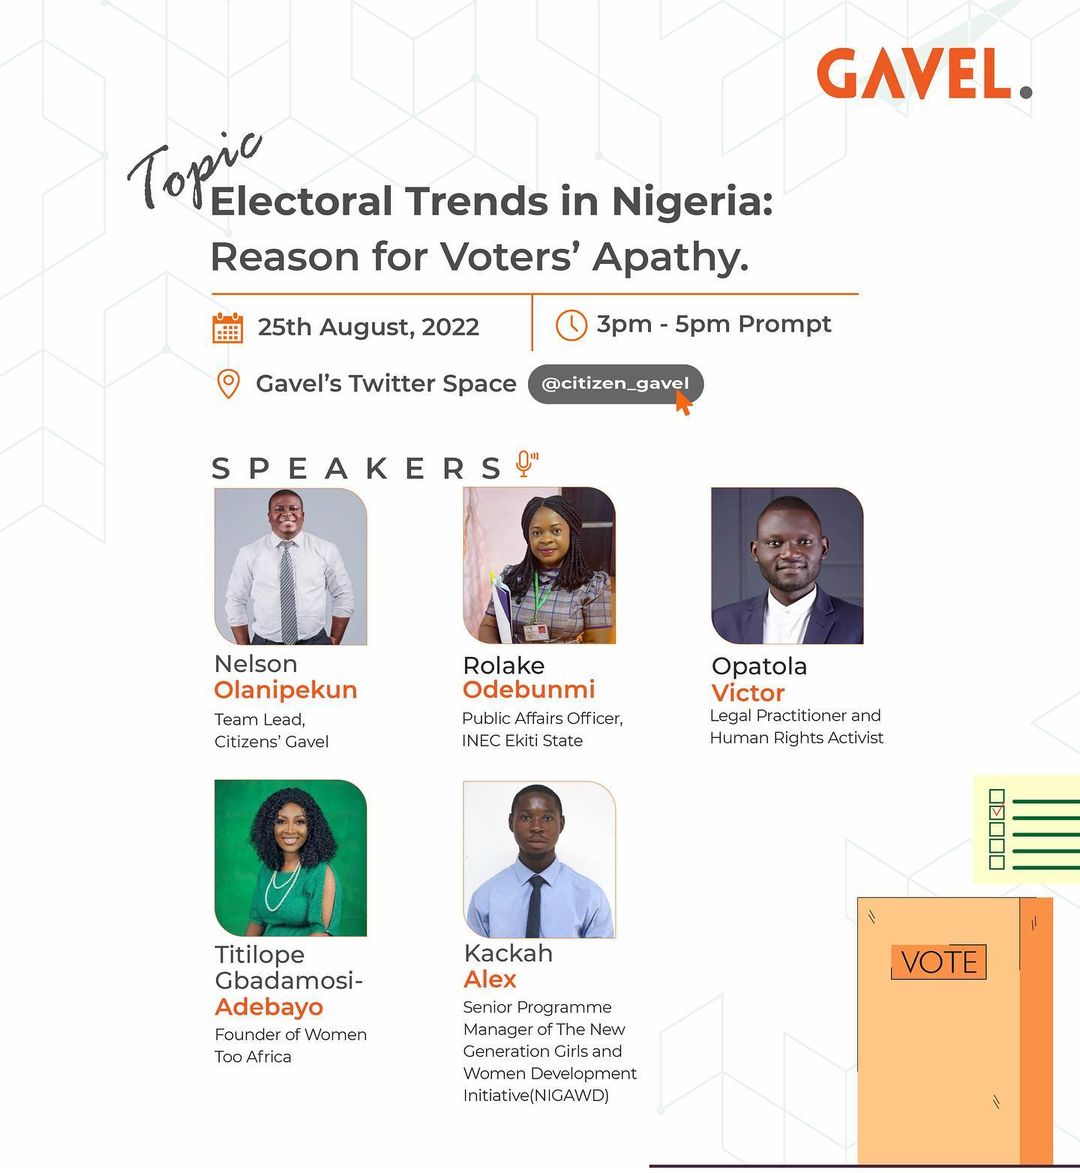 GAVEL.
Topic
Electoral Trends in Nigeria:
Reason for Voters' Apathy.
25th August, 2022
3pm - 5pm Prompt
Gavel's Twitter Space @citizen_gavel
SPEAKERS
Nelson
Olanipekun
Team Lead,
Citizens' Gavel
Rolake
Odebunmi
Public Affairs Officer,
INEC Ekiti State
Opatola
Victor
Legal Practitioner and
Human Rights Activist
Titilope
Gbadamosi-
Adebayo
Founder of Women
Too Africa
Kackah
Alex
Senior Programme
Manager of The New
Generation Girls and
Women Development
Initiative(NIGAWD)
VOTE